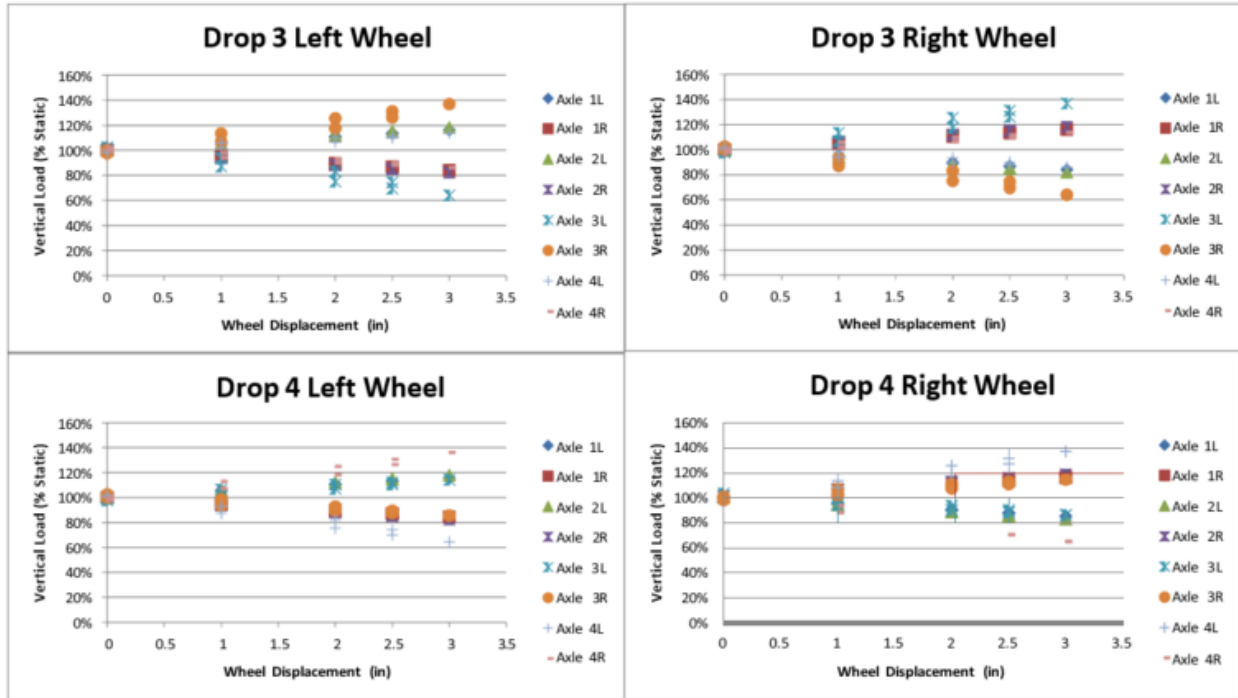 Drop 3 Left Wheel
Vertical Load (% Static)
160%
140%
120%
100%
80%
60%
40%
20%
0%
0 0.5 1 2 2.5 3 3.5
Wheel Displacement (in)
Axle 1L
Axle 1R
Axle 2L
Axle 2R
Axle 3L
Axle 3R
Axle 4L
Axle 4R
Drop 3 Right Wheel
Vertical Load (% Static)
160%
140%
120%
100%
80%
60%
40%
20%
0%
0 0.5 1 2 2.5 3 3.5
Wheel Displacement (in)
Axle 1L
Axle 1R
Axle 2L
Axle 2R
Axle 3L
Axle 3R
Axle 4L
Axle 4R
Drop 4 Left Wheel
Vertical Load (% Static)
160%
140%
120%
100%
80%
60%
40%
20%
0%
0 0.5 1 2 2.5 3 3.5
Wheel Displacement (in)
Axle 1L
Axle 1R
Axle 2L
Axle 2R
Axle 3L
Axle 3R
Axle 4L
Axle 4R
Drop 4 Right Wheel
Vertical Load (% Static)
160%
140%
120%
100%
80%
60%
40%
20%
0%
0 0.5 1 2 2.5 3 3.5
Wheel Displacement (in)
Axle 1L
Axle 1R
Axle 2L
Axle 2R
Axle 3L
Axle 3R
Axle 4L
Axle 4R